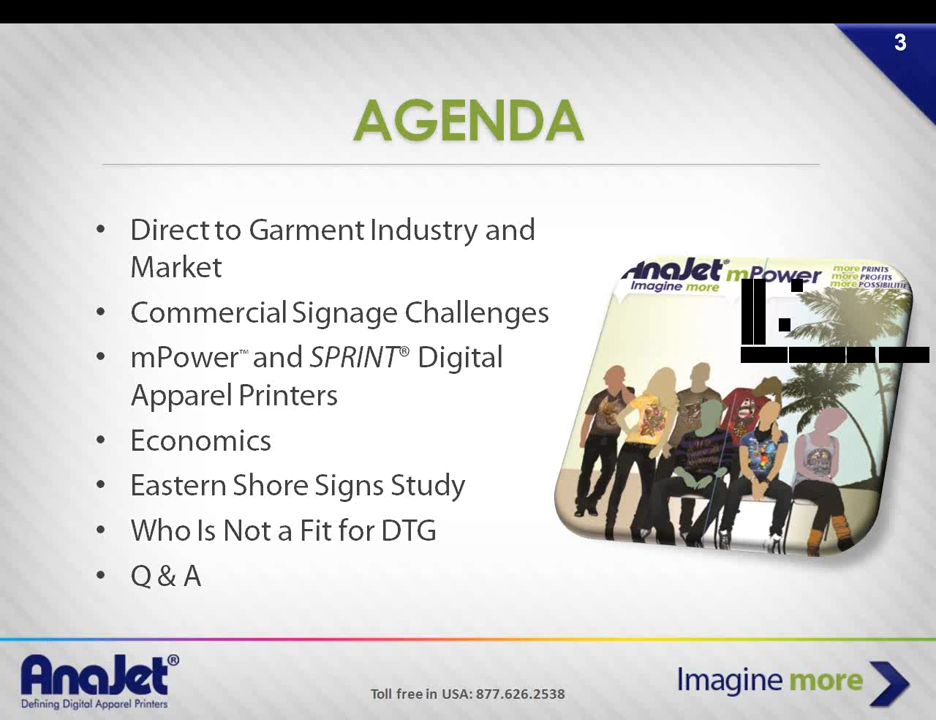 3
AGENDA
• Direct to Garment Industry and
Market
• Commercial Signage Challenges
• mPower™ and SPRINT® Digital
Apparel Printers
• Economics
• Eastern Shore Signs Study
• Who Is Not a Fit for DTG
• Q & A
AnaJet® mPower
Imagine more
more PRINTS
more PROFITS
more POSSIBILITIE
AnaJet®
Defining Digital Apparel Printers
Toll free in USA: 877.626.2538
Imagine more